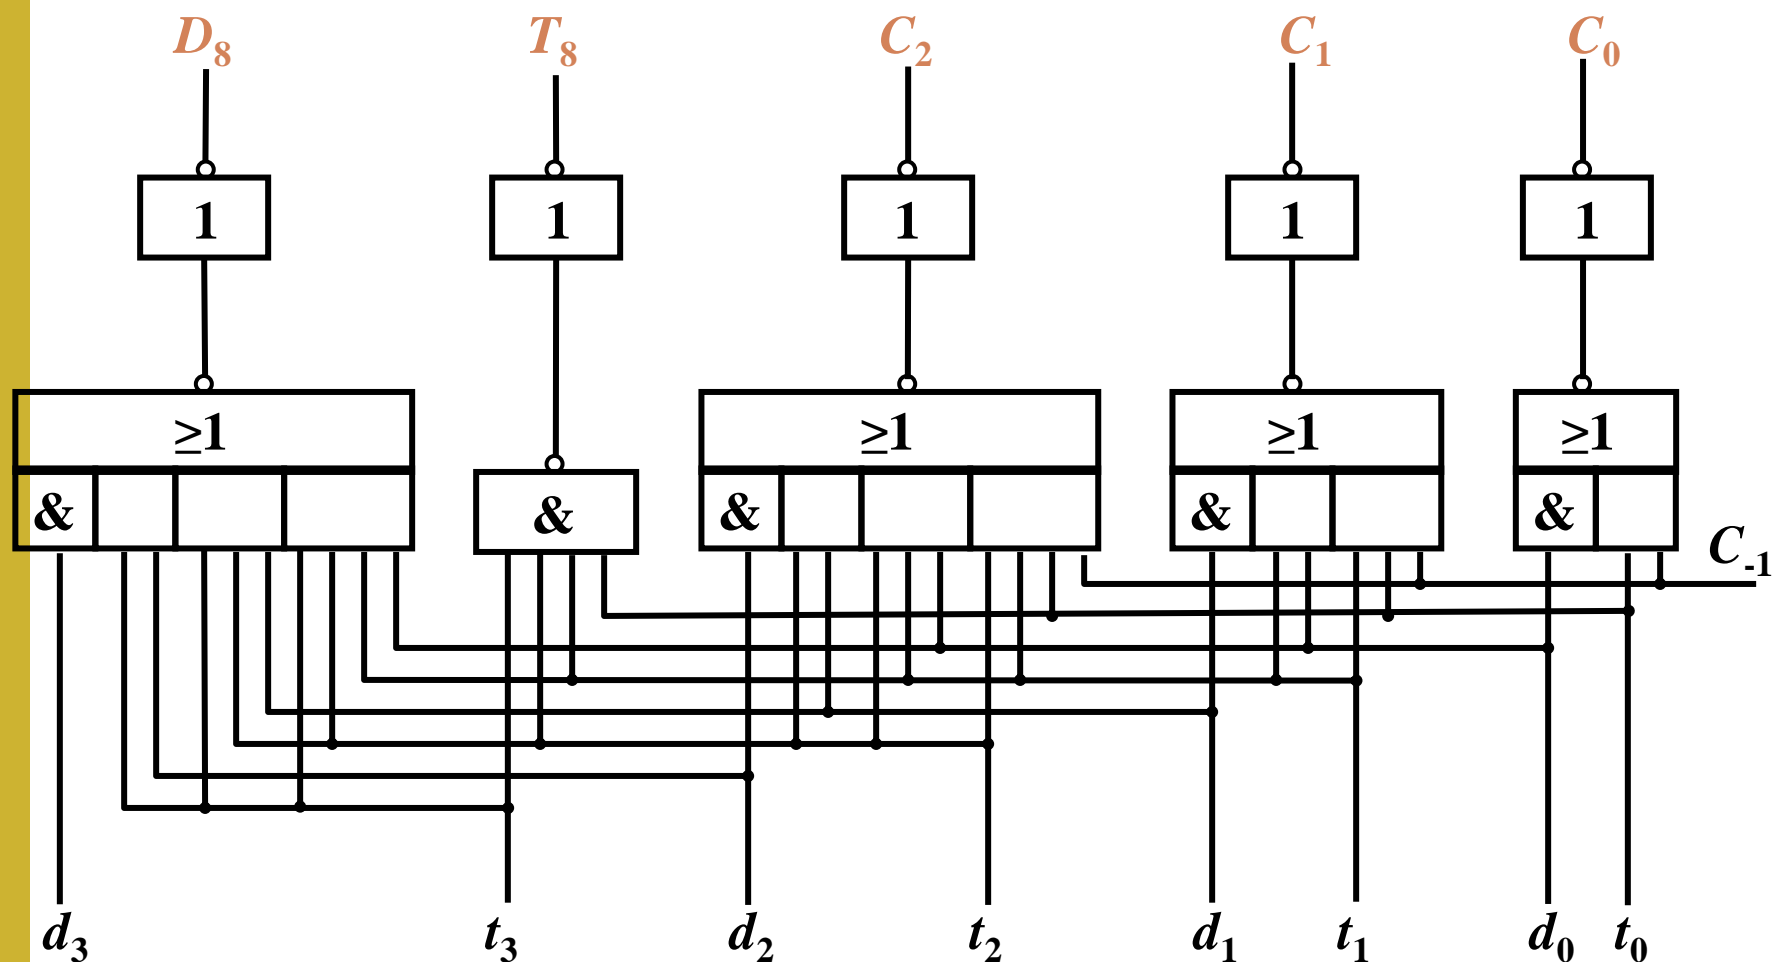 D₈ T₈ C₂ C₁ C₀
1 1 1 1 1
≥1 ≥1 ≥1 ≥1
& & & & &
C₋₁
d₃ t₃ d₂ t₂ d₁ t₁ d₀ t₀